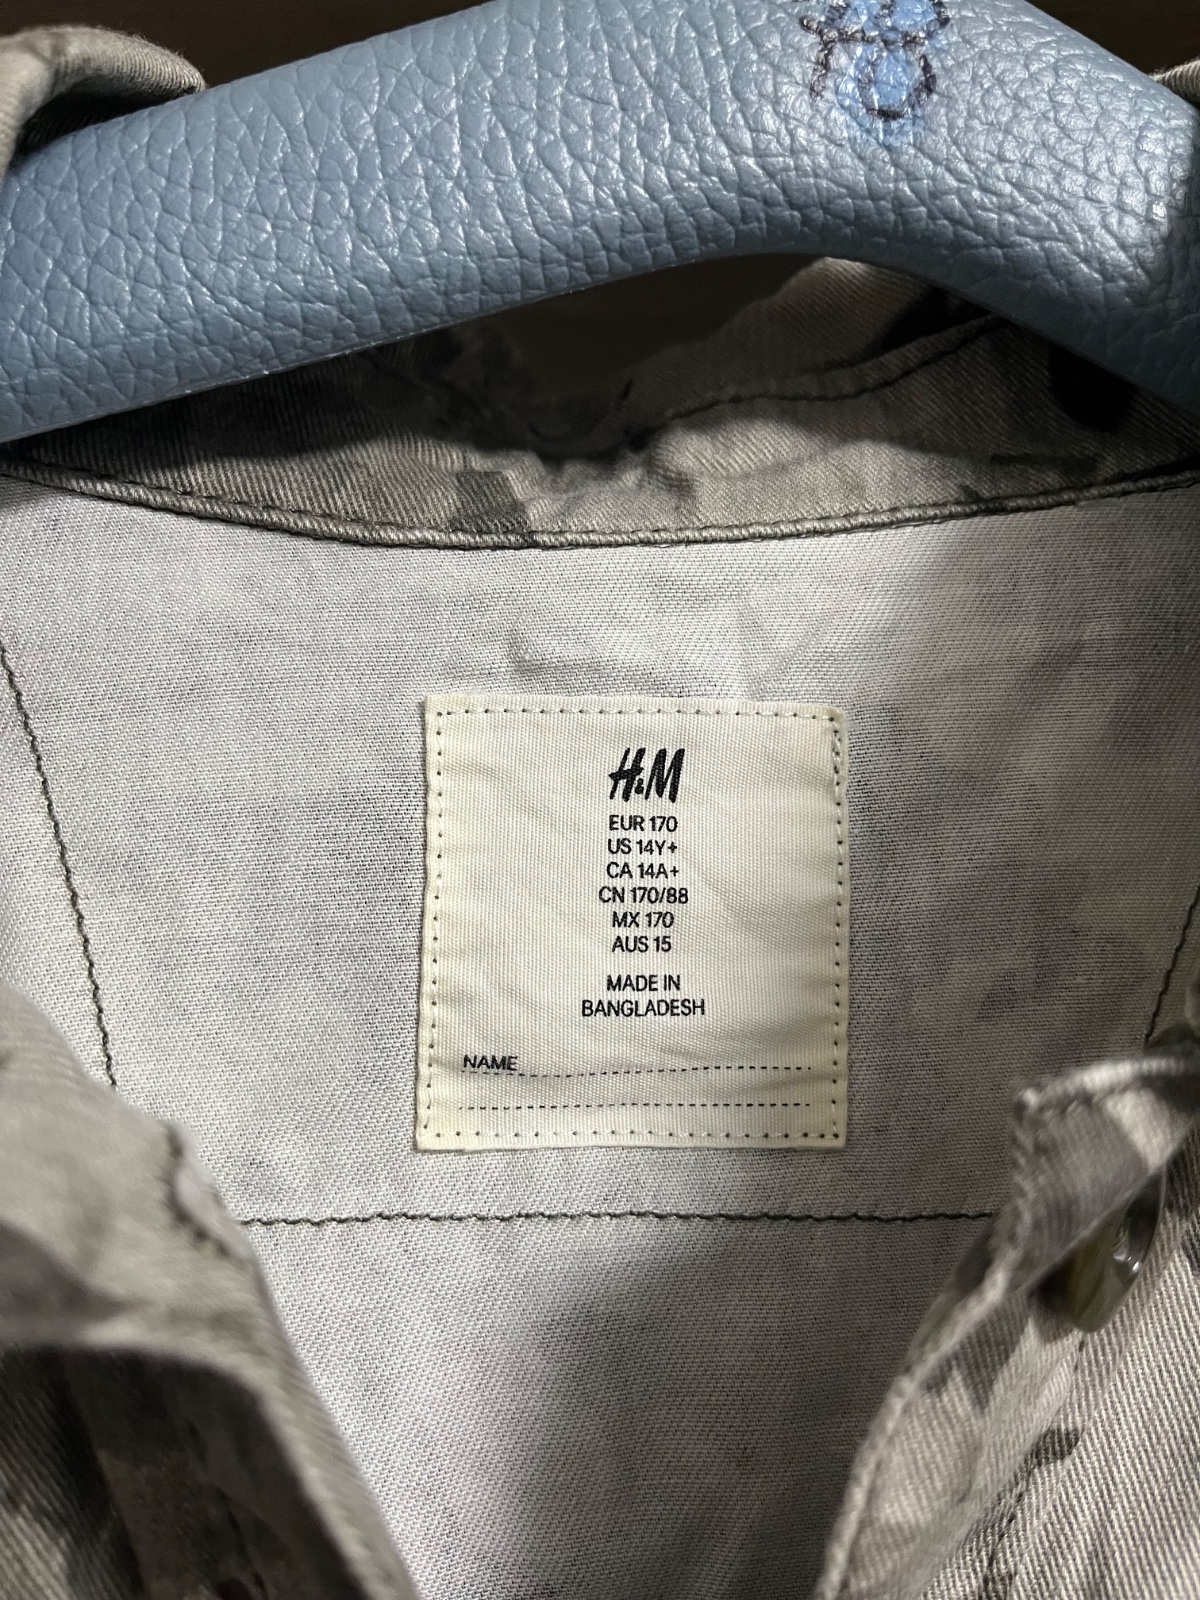 H&M
EUR 170
US 14Y+
CA 14A+
CN 170/88
MX 170
AUS 15
MADE IN
BANGLADESH
NAME